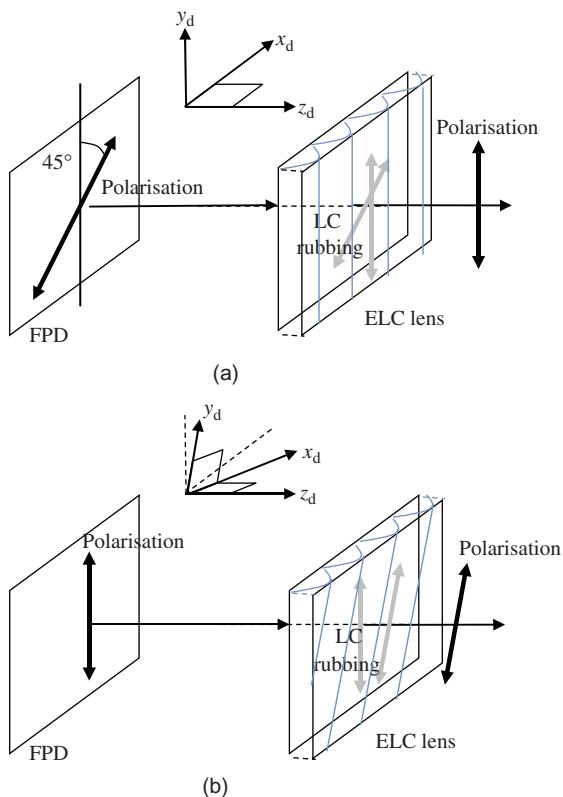 y_d
x_d
z_d
Polarisation
45°
Polarisation
LC
rubbing
FPD
ELC lens
(a)
y_d
x_d
z_d
Polarisation
Polarisation
LC
rubbing
ELC lens
FPD
(b)